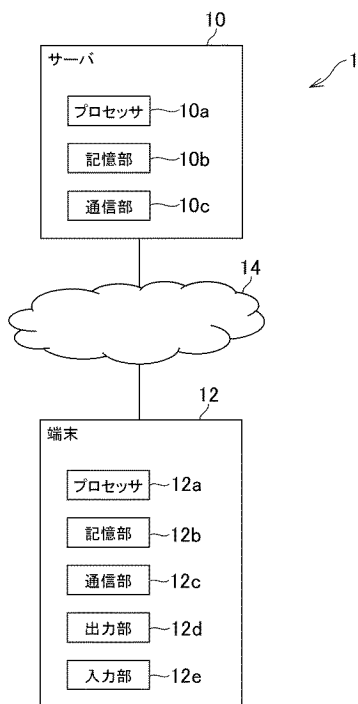 10
1
サーバ
プロセッサ 10a
記憶部 10b
通信部 10c
14
12
端末
プロセッサ 12a
記憶部 12b
通信部 12c
出力部 12d
入力部 12e